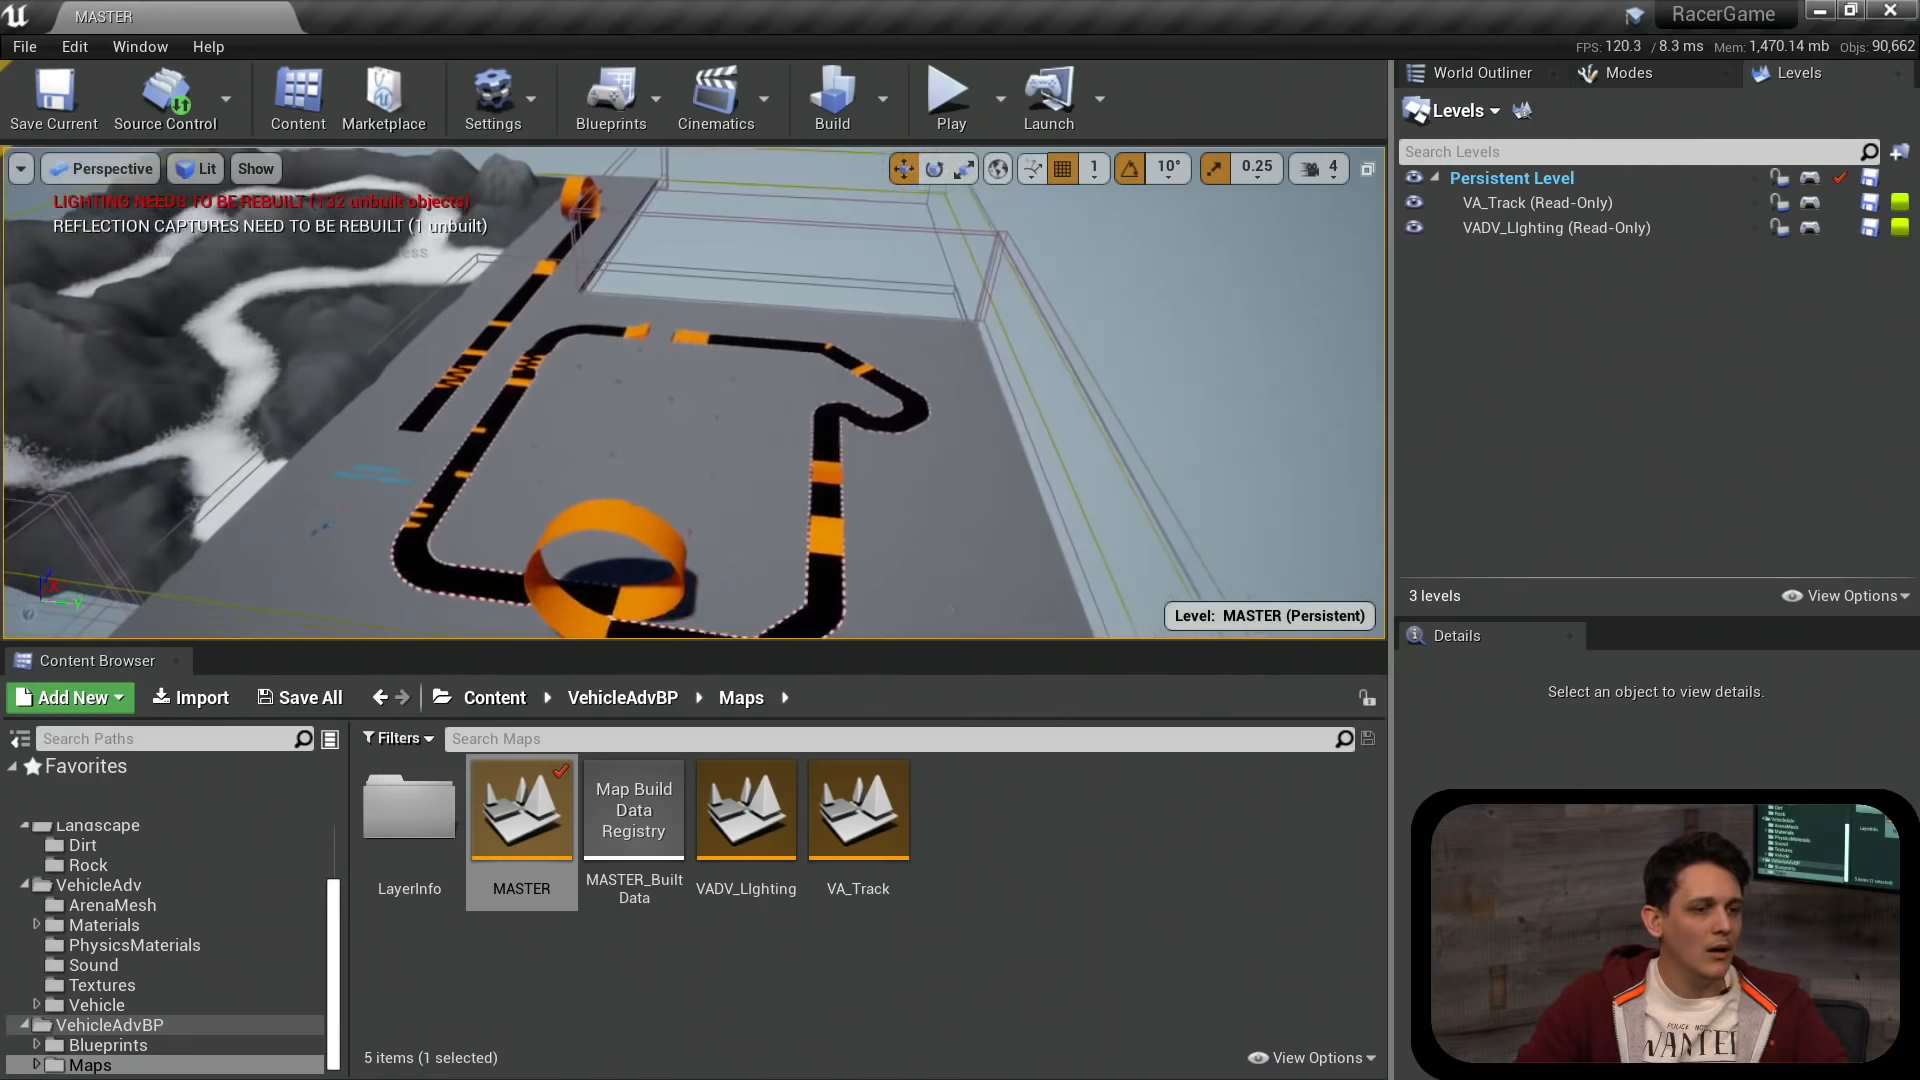 MASTER
RacerGame
File Edit Window Help
FPS: 120.3 / 8.3 ms Mem: 1,470.14 mb Objs: 90,662
Save Current Source Control Content Marketplace Settings Blueprints Cinematics Build Play Launch
World Outliner Modes Levels
Levels
Search Levels
Persistent Level
VA_Track (Read-Only)
VADV_LIghting (Read-Only)
3 levels
View Options
Perspective Lit Show
1 10° 0.25 4
LIGHTING NEEDS TO BE REBUILT (132 unbuilt objects)
REFLECTION CAPTURES NEED TO BE REBUILT (1 unbuilt)
Level: MASTER (Persistent)
Details
Select an object to view details.
Content Browser
Add New Import Save All Content VehicleAdvBP Maps
Search Paths
Filters Search Maps
Favorites
Landscape
Dirt
Rock
VehicleAdv
ArenaMesh
Materials
PhysicsMaterials
Sound
Textures
Vehicle
VehicleAdvBP
Blueprints
Maps
Map Build
Data
Registry
LayerInfo
MASTER
MASTER_Built
Data
VADV_LIghting
VA_Track
5 items (1 selected)
View Options
WANTED